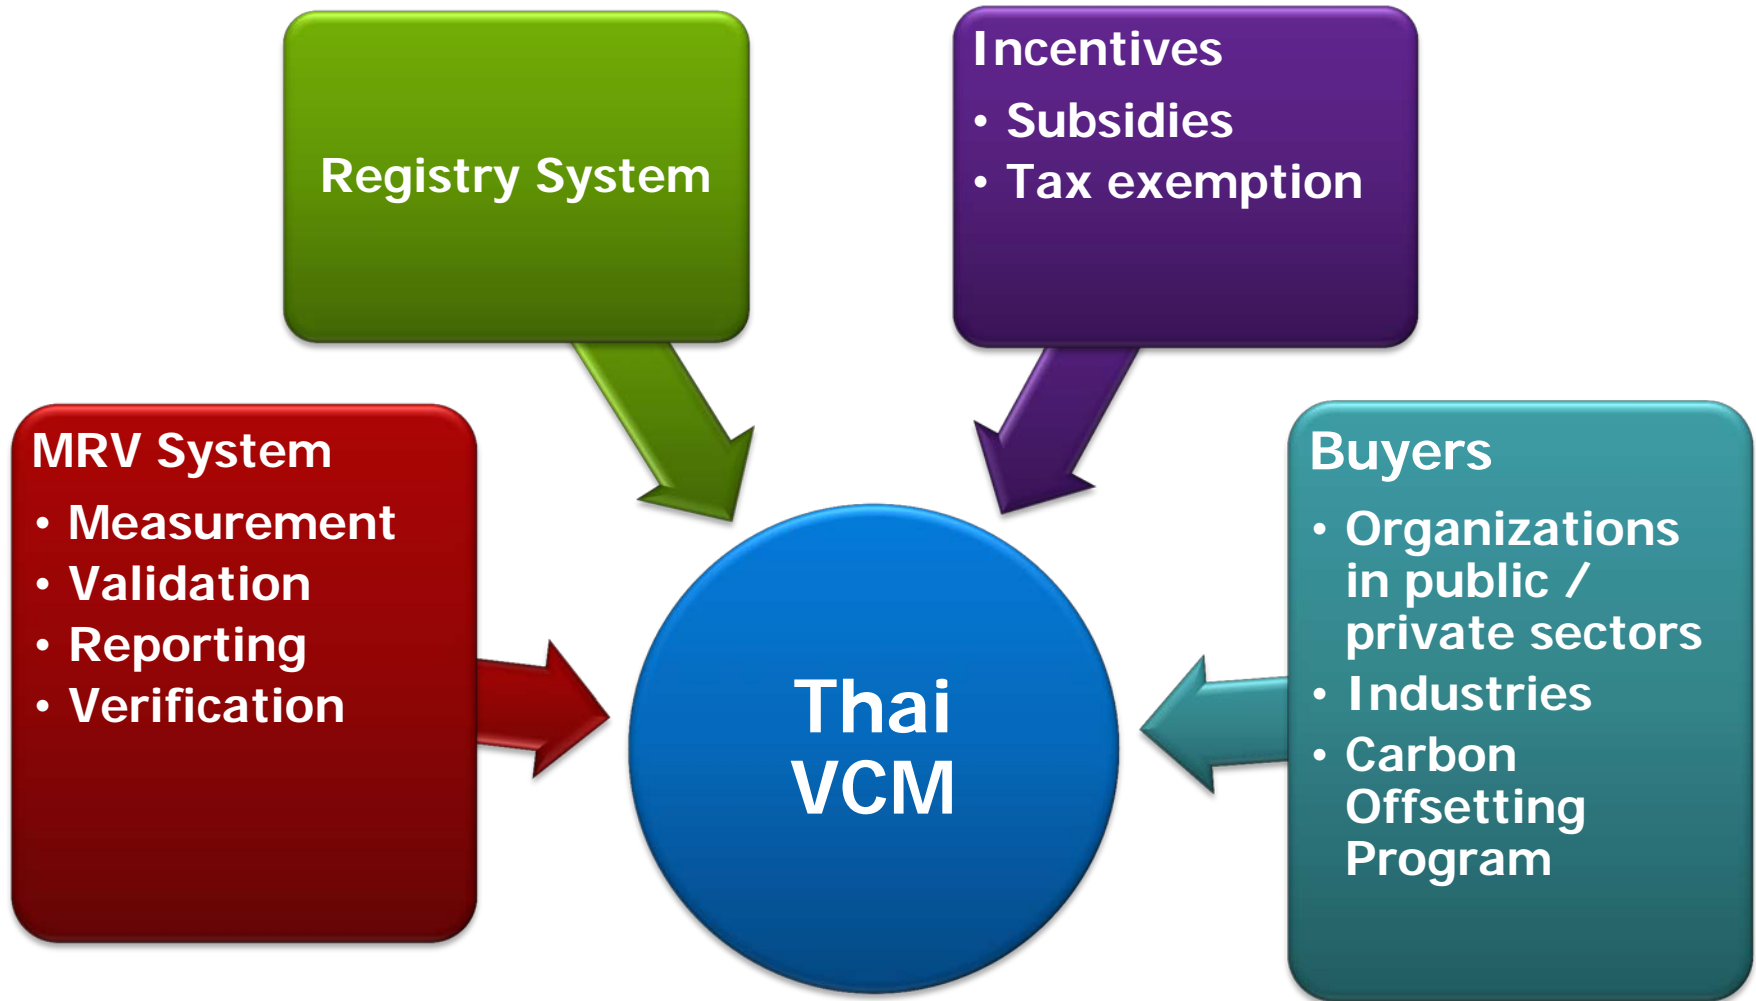 Registry System
Incentives
• Subsidies
• Tax exemption
MRV System
• Measurement
• Validation
• Reporting
• Verification
Thai
VCM
Buyers
• Organizations
in public /
private sectors
• Industries
• Carbon
Offsetting
Program